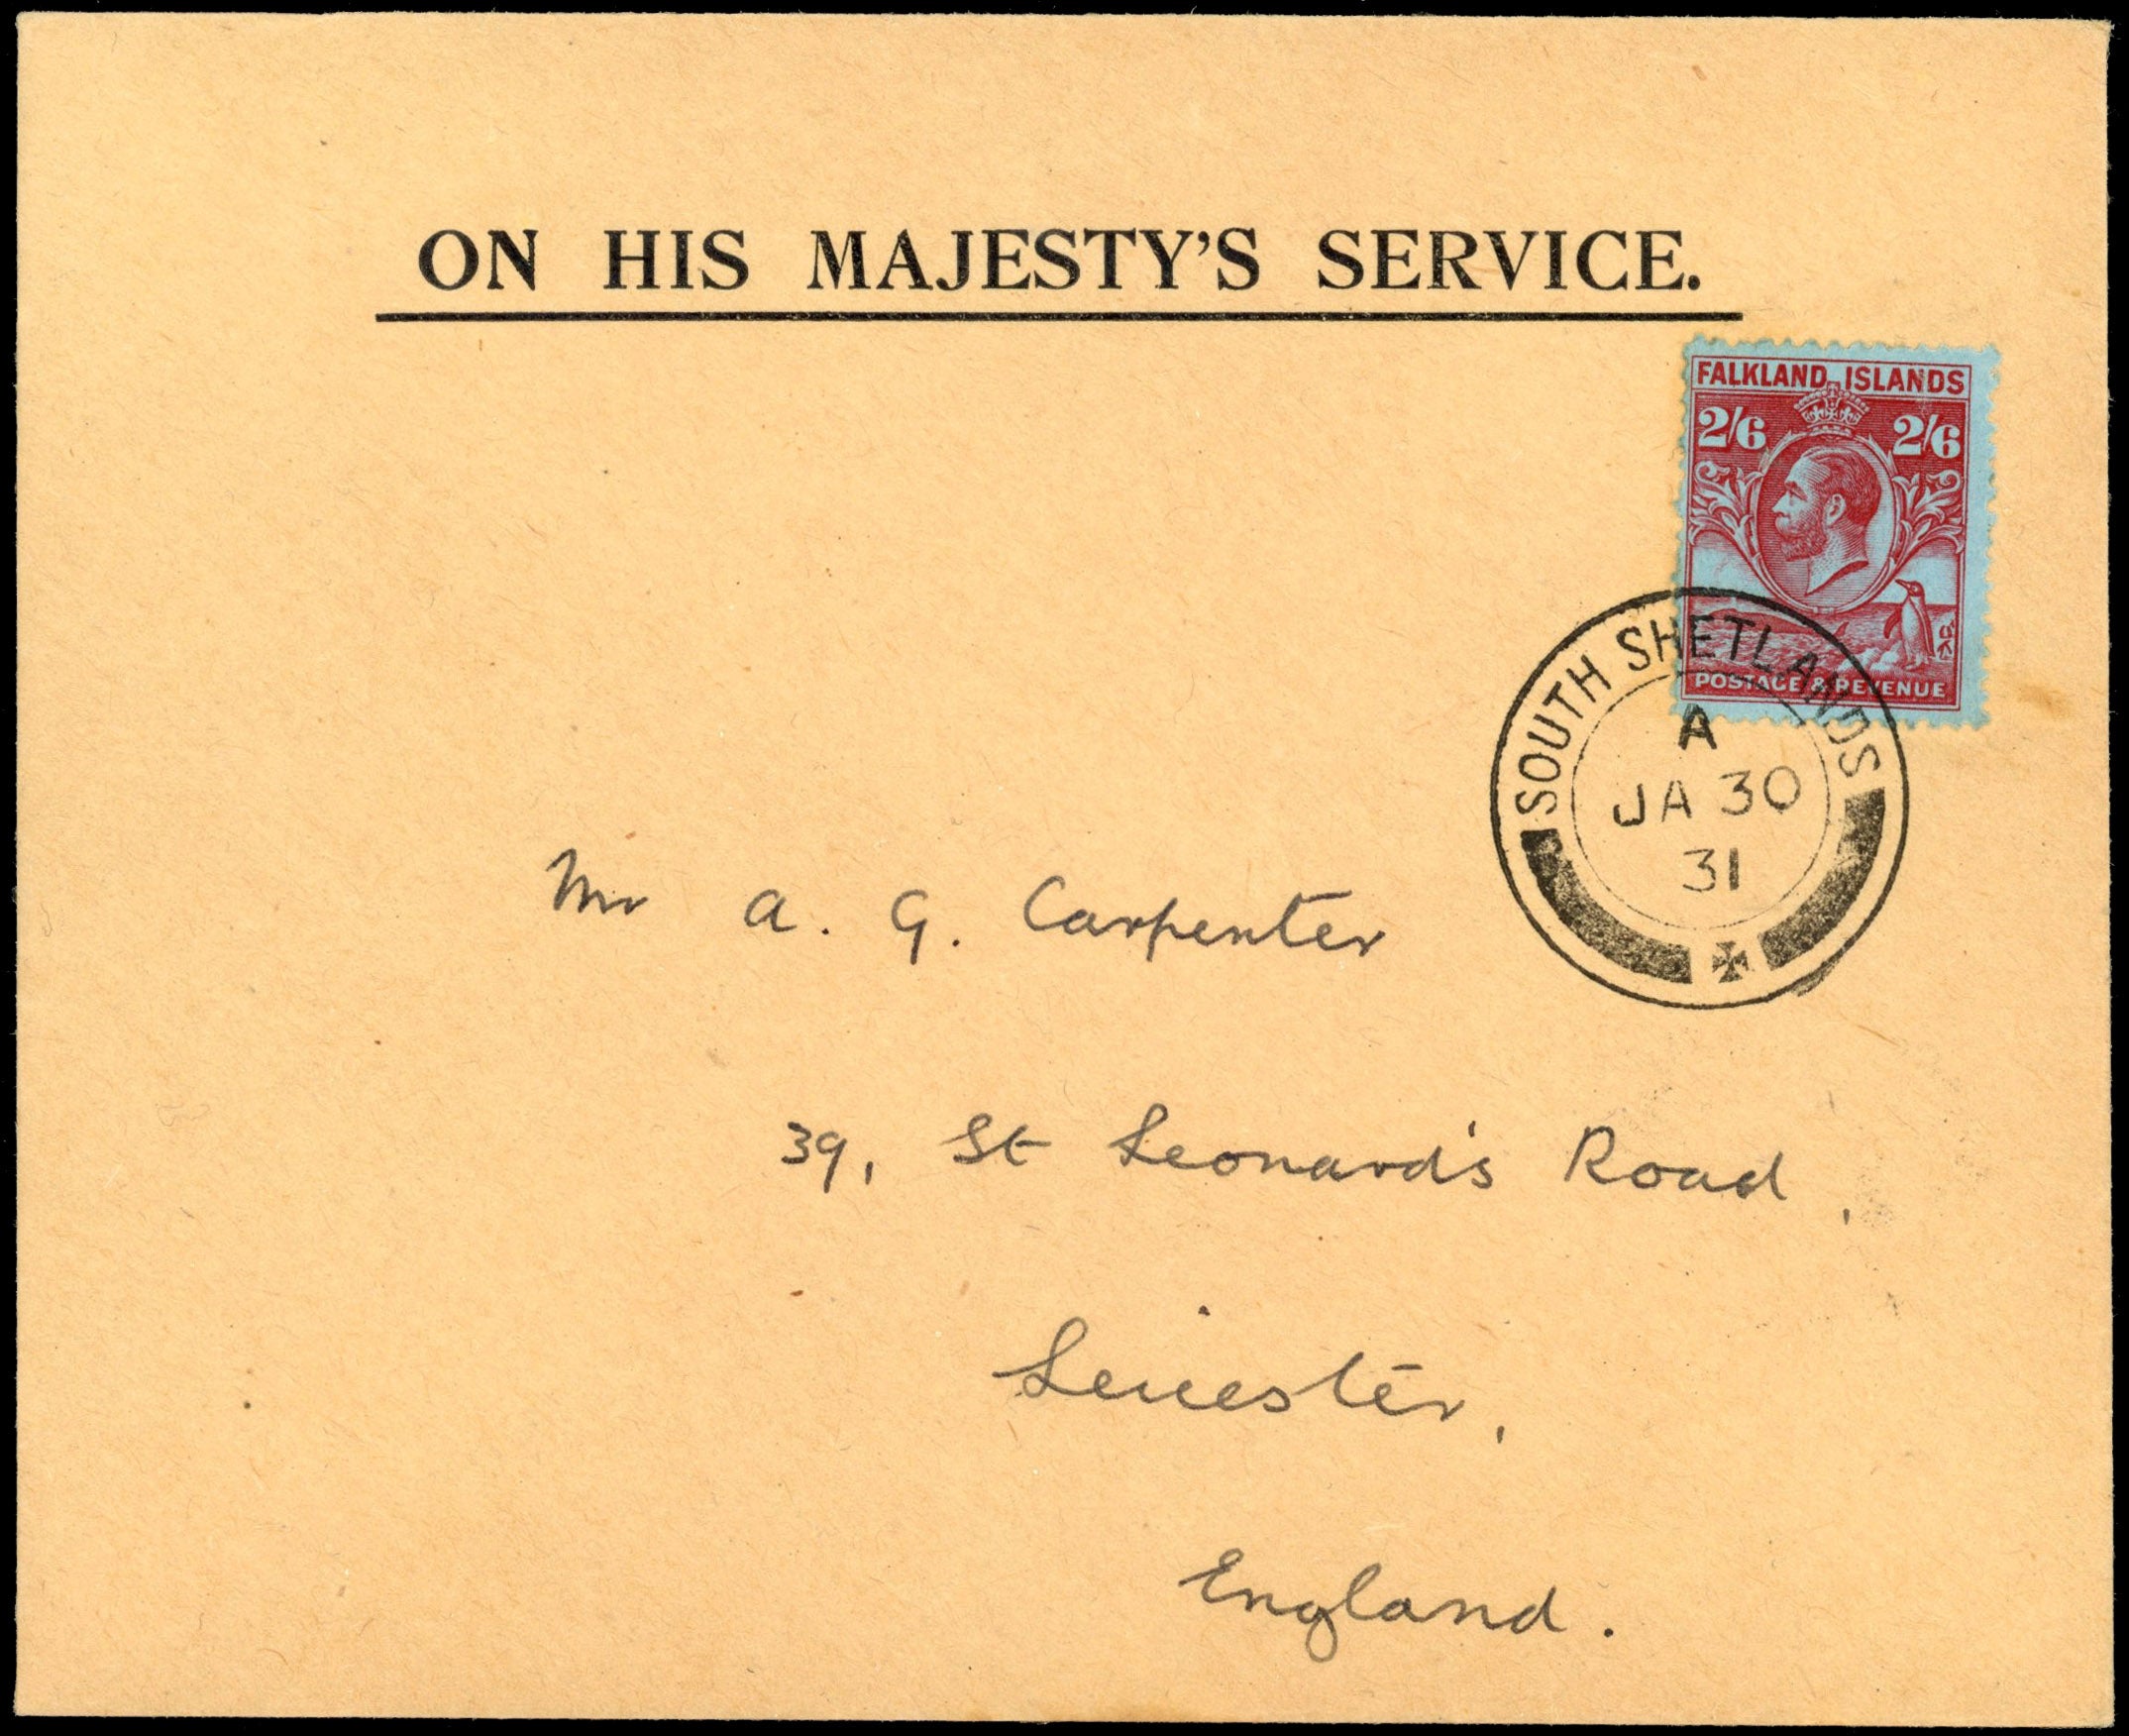 ON HIS MAJESTY'S SERVICE.
FALKLAND ISLANDS
2/6 2/6
POSTAGE & REVENUE
SOUTH SHETLANDS
A
JA 30
31
Mr A. G. Carpenter
39, St Leonard's Road,
Leicester,
England.